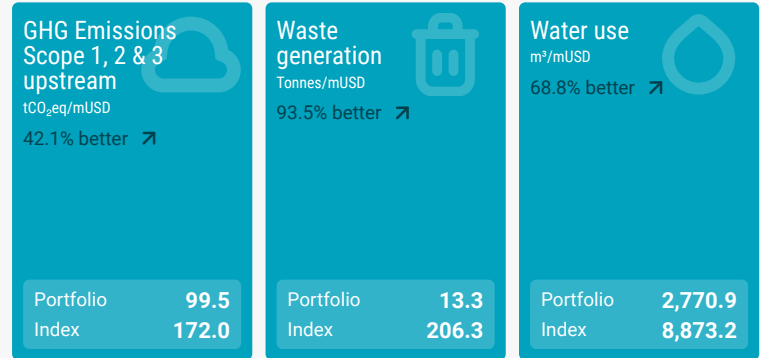 GHG Emissions
Scope 1, 2 & 3
upstream
tCO₂eq/mUSD
42.1% better
Portfolio 99.5
Index 172.0
Waste
generation
Tonnes/mUSD
93.5% better
Portfolio 13.3
Index 206.3
Water use
m³/mUSD
68.8% better
Portfolio 2,770.9
Index 8,873.2